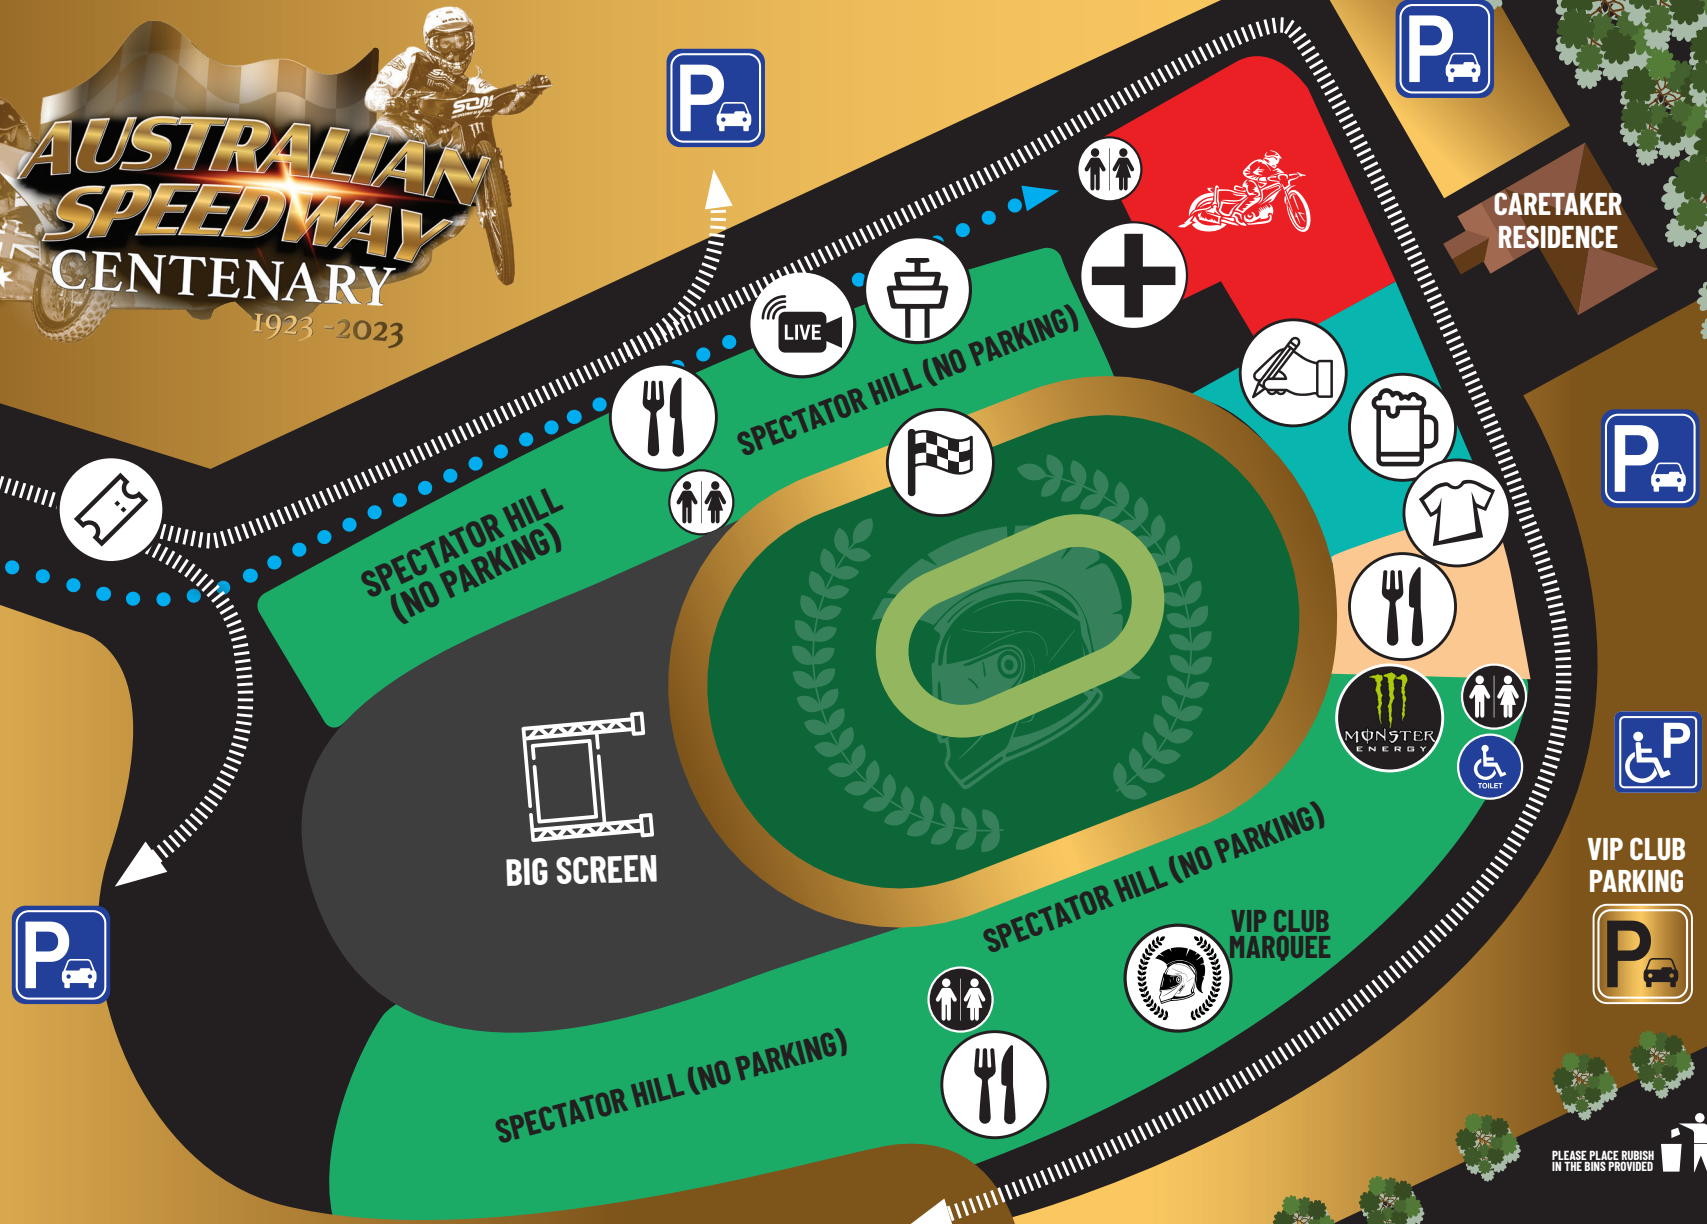 AUSTRALIAN
SPEEDWAY
CENTENARY
1923 - 2023
P
P
CARETAKER
RESIDENCE
LIVE
SPECTATOR HILL (NO PARKING)
SPECTATOR HILL
(NO PARKING)
P
MONSTER
ENERGY
TOILET
P
BIG SCREEN
SPECTATOR HILL (NO PARKING)
VIP CLUB
PARKING
P
VIP CLUB
MARQUEE
P
SPECTATOR HILL (NO PARKING)
PLEASE PLACE RUBISH
IN THE BINS PROVIDED